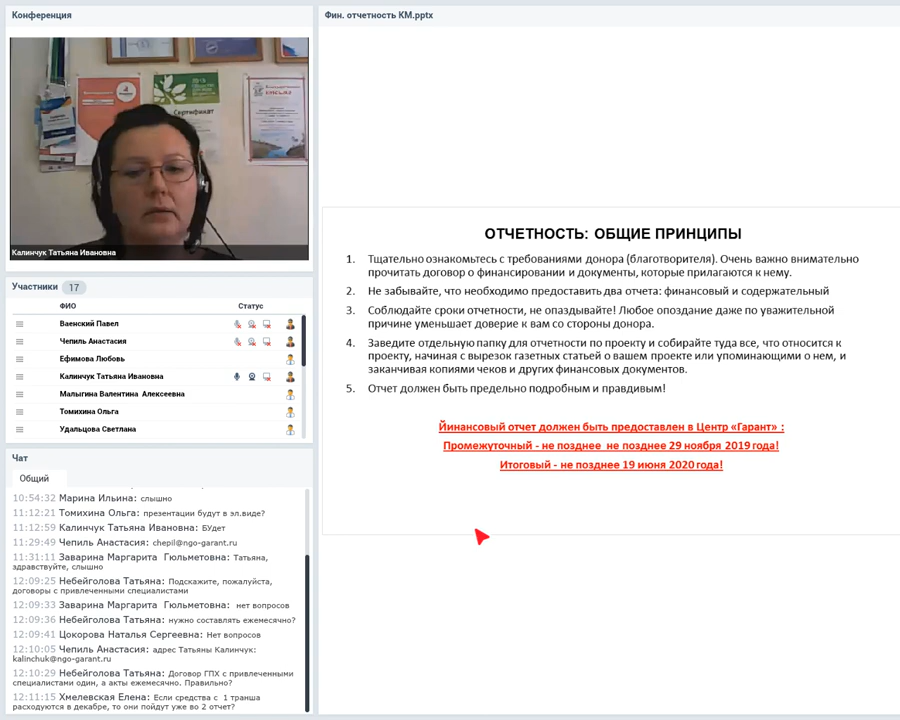 Конференция
Сертификат
Калинчук Татьяна Ивановна
Участники 17
ФИО Статус
Ваенский Павел
Чепиль Анастасия
Ефимова Любовь
Калинчук Татьяна Ивановна
Малыгина Валентина Алексеевна
Томихина Ольга
Удальцова Светлана
Чат
Общий
10:54:32 Марина Ильина: слышно
11:12:21 Томихина Ольга: презентации будут в эл.виде?
11:12:59 Калинчук Татьяна Ивановна: БУдет
11:29:49 Чепиль Анастасия: chepil@ngo-garant.ru
11:31:11 Заварина Маргарита Гюльметовна: Татьяна,
здравствуйте, слышно
12:09:25 Небейголова Татьяна: Подскажите, пожалуйста,
договоры с привлеченными специалистами
12:09:33 Заварина Маргарита Гюльметовна: нет вопросов
12:09:36 Небейголова Татьяна: нужно составлять ежемесячно?
12:09:41 Цокорова Наталья Сергеевна: Нет вопросов
12:10:05 Чепиль Анастасия: адрес Татьяны Калинчук:
kalinchuk@ngo-garant.ru
12:10:29 Небейголова Татьяна: Договор ГПХ с привлеченными
специалистами один, а акты ежемесячно. Правильно?
12:11:15 Хмелевская Елена: Если средства с 1 транша
расходуются в декабре, то они пойдут уже во 2 отчет?
Фин. отчетность КМ.pptx
ОТЧЕТНОСТЬ: ОБЩИЕ ПРИНЦИПЫ
1. Тщательно ознакомьтесь с требованиями донора (благотворителя). Очень важно внимательно
прочитать договор о финансировании и документы, которые прилагаются к нему.
2. Не забывайте, что необходимо предоставить два отчета: финансовый и содержательный
3. Соблюдайте сроки отчетности, не опаздывайте! Любое опоздание даже по уважительной
причине уменьшает доверие к вам со стороны донора.
4. Заведите отдельную папку для отчетности по проекту и собирайте туда все, что относится к
проекту, начиная с вырезок газетных статьей о вашем проекте или упоминающими о нем, и
заканчивая копиями чеков и других финансовых документов.
5. Отчет должен быть предельно подробным и правдивым!
Йинансовый отчет должен быть предоставлен в Центр «Гарант» :
Промежуточный - не позднее не позднее 29 ноября 2019 года!
Итоговый - не позднее 19 июня 2020 года!